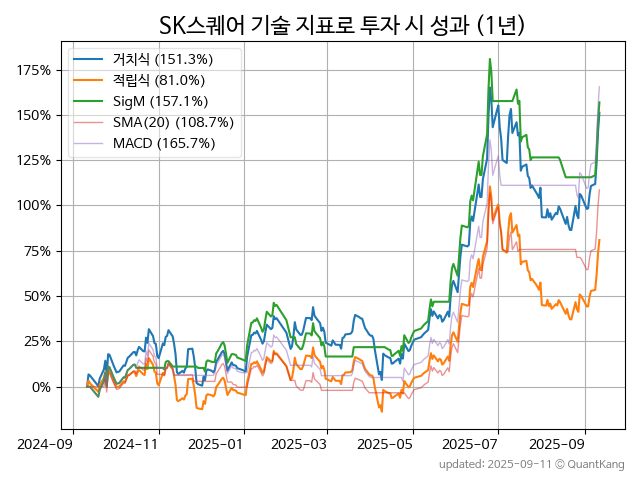 SK스퀘어 기술 지표로 투자 시 성과 (1년)
거치식 (151.3%)
적립식 (81.0%)
SigM (157.1%)
SMA(20) (108.7%)
MACD (165.7%)
175%
150%
125%
100%
75%
50%
25%
0%
2024-09 2024-11 2025-01 2025-03 2025-05 2025-07 2025-09
updated: 2025-09-11 © QuantKang